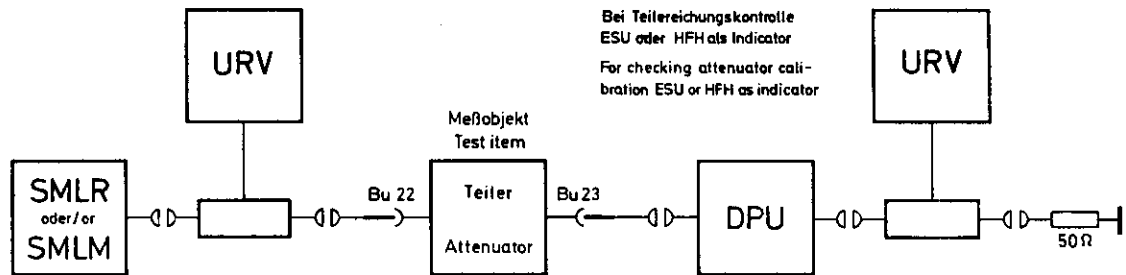 URV
Bei Teilereichungskontrolle
ESU oder HFH als Indicator
For checking attenuator cali-
bration ESU or HFH as indicator
URV
Meßobjekt
Test item
SMLR
oder/or
SMLM
Bu 22
Teiler
Attenuator
Bu 23
DPU
50 Ω